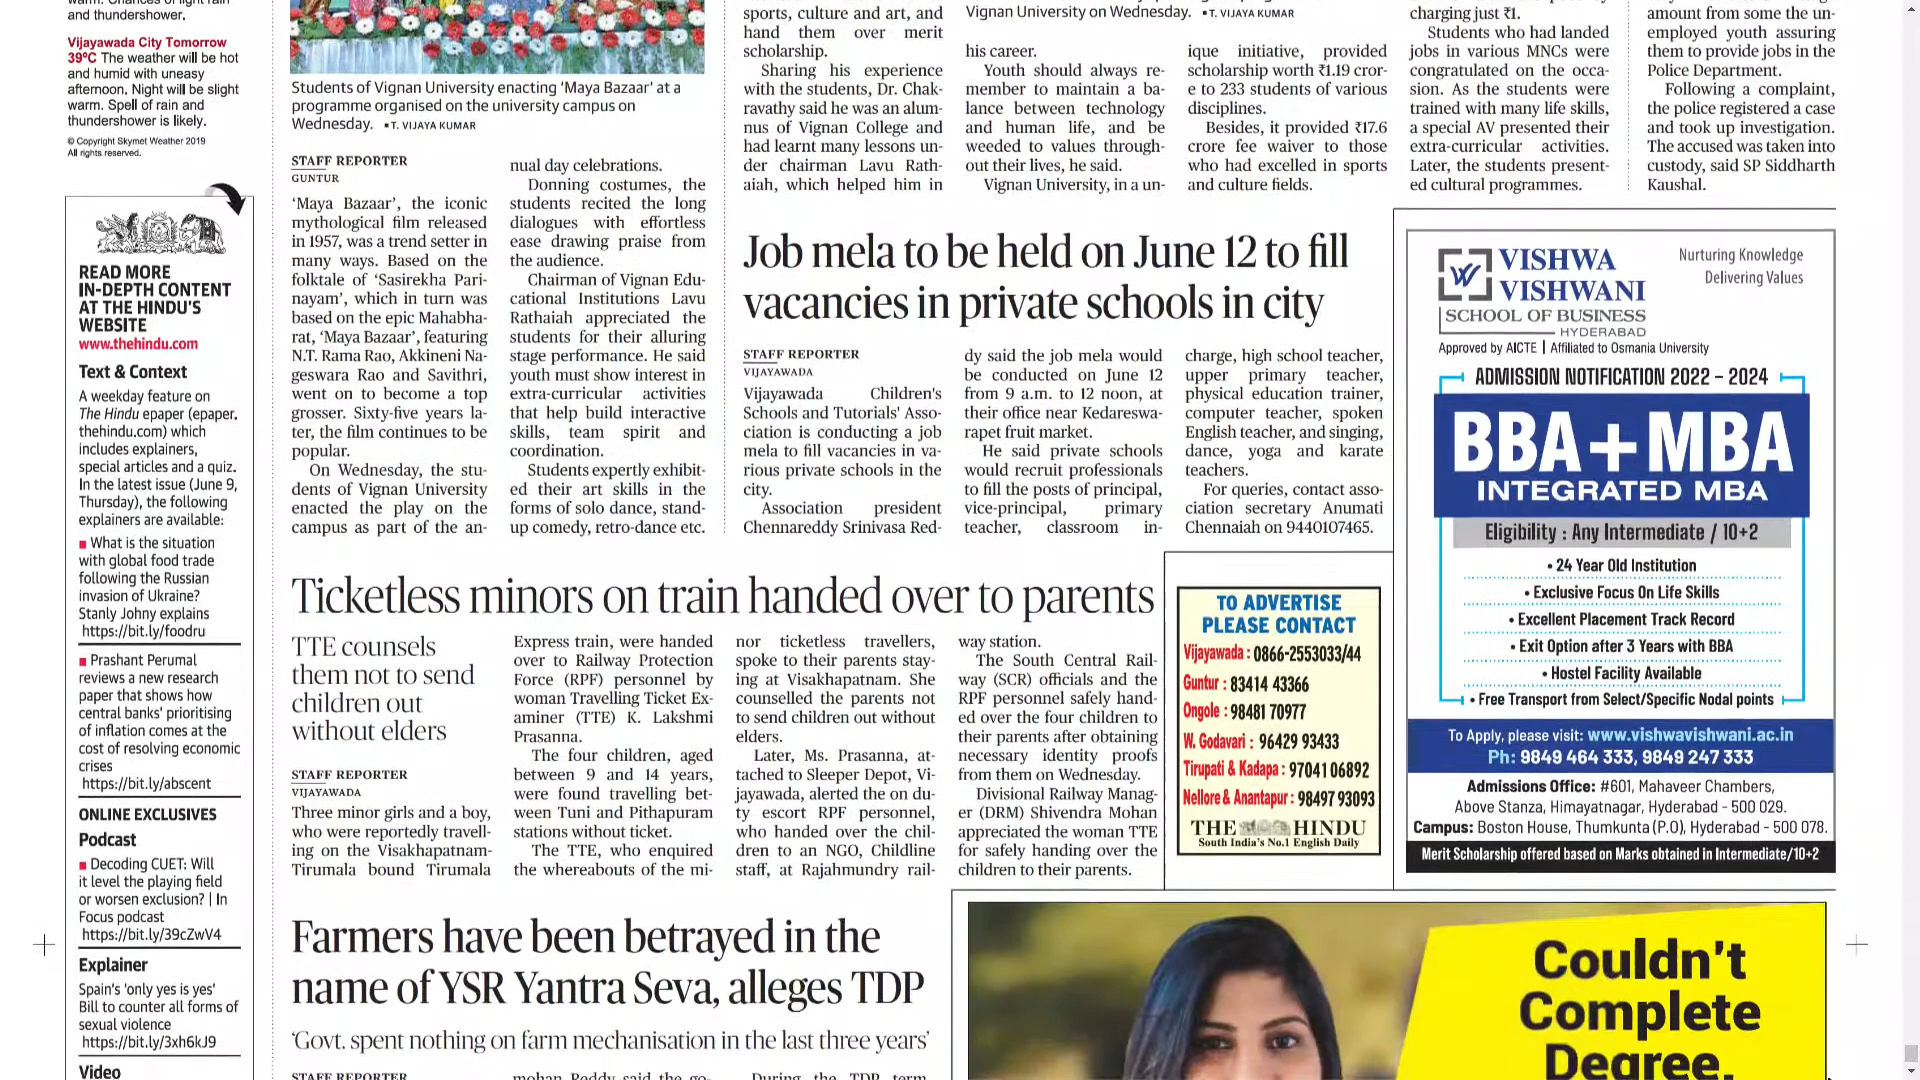 warm. Chances of light rain
and thundershower.
Vijayawada City Tomorrow
39°C The weather will be hot
and humid with uneasy
afternoon. Night will be slight
warm. Spell of rain and
thundershower is likely.
© Copyright Skymet Weather 2019
All rights reserved.
READ MORE
IN-DEPTH CONTENT
AT THE HINDU'S
WEBSITE
www.thehindu.com
Text & Context
A weekday feature on
The Hindu epaper (epaper.
thehindu.com) which
includes explainers,
special articles and a quiz.
In the latest issue (June 9,
Thursday), the following
explainers are available:
■ What is the situation
with global food trade
following the Russian
invasion of Ukraine?
Stanly Johny explains
https://bit.ly/foodru
■ Prashant Perumal
reviews a new research
paper that shows how
central banks' prioritising
of inflation comes at the
cost of resolving economic
crises
https://bit.ly/abscent
ONLINE EXCLUSIVES
Podcast
■ Decoding CUET: Will
it level the playing field
or worsen exclusion? | In
Focus podcast
https://bit.ly/39cZwV4
Explainer
Spain's 'only yes is yes'
Bill to counter all forms of
sexual violence
https://bit.ly/3xh6kJ9
Video
Students of Vignan University enacting 'Maya Bazaar' at a
programme organised on the university campus on
Wednesday. ▪ T. VIJAYA KUMAR
STAFF REPORTER
GUNTUR
'Maya Bazaar', the iconic
mythological film released
in 1957, was a trend setter in
many ways. Based on the
folktale of 'Sasirekha Pari-
nayam', which in turn was
based on the epic Mahabha-
rat, 'Maya Bazaar', featuring
N.T. Rama Rao, Akkineni Na-
geswara Rao and Savithri,
went on to become a top
grosser. Sixty-five years la-
ter, the film continues to be
popular.
On Wednesday, the stu-
dents of Vignan University
enacted the play on the
campus as part of the an-
nual day celebrations.
Donning costumes, the
students recited the long
dialogues with effortless
ease drawing praise from
the audience.
Chairman of Vignan Edu-
cational Institutions Lavu
Rathaiah appreciated the
students for their alluring
stage performance. He said
youth must show interest in
extra-curricular activities
that help build interactive
skills, team spirit and
coordination.
Students expertly exhibit-
ed their art skills in the
forms of solo dance, stand-
up comedy, retro-dance etc.
sports, culture and art, and
hand them over merit
scholarship.
Sharing his experience
with the students, Dr. Chak-
ravathy said he was an alum-
nus of Vignan College and
had learnt many lessons un-
der chairman Lavu Rath-
aiah, which helped him in
Vignan University on Wednesday. ▪ T. VIJAYA KUMAR
his career.
Youth should always re-
member to maintain a ba-
lance between technology
and human life, and be
weeded to values through-
out their lives, he said.
Vignan University, in a un-
ique initiative, provided
scholarship worth ₹1.19 cror-
e to 233 students of various
disciplines.
Besides, it provided ₹17.6
crore fee waiver to those
who had excelled in sports
and culture fields.
charging just ₹1.
Students who had landed
jobs in various MNCs were
congratulated on the occa-
sion. As the students were
trained with many life skills,
a special AV presented their
extra-curricular activities.
Later, the students present-
ed cultural programmes.
amount from some the un-
employed youth assuring
them to provide jobs in the
Police Department.
Following a complaint,
the police registered a case
and took up investigation.
The accused was taken into
custody, said SP Siddharth
Kaushal.
Job mela to be held on June 12 to fill
vacancies in private schools in city
STAFF REPORTER
VIJAYAWADA
Vijayawada Children's
Schools and Tutorials' Asso-
ciation is conducting a job
mela to fill vacancies in va-
rious private schools in the
city.
Association president
Chennareddy Srinivasa Red-
dy said the job mela would
be conducted on June 12
from 9 a.m. to 12 noon, at
their office near Kedareswa-
rapet fruit market.
He said private schools
would recruit professionals
to fill the posts of principal,
vice-principal, primary
teacher, classroom in-
charge, high school teacher,
upper primary teacher,
physical education trainer,
computer teacher, spoken
English teacher, and singing,
dance, yoga and karate
teachers.
For queries, contact asso-
ciation secretary Anumati
Chennaiah on 9440107465.
Ticketless minors on train handed over to parents
TTE counsels
them not to send
children out
without elders
STAFF REPORTER
VIJAYAWADA
Three minor girls and a boy,
who were reportedly travell-
ing on the Visakhapatnam-
Tirumala bound Tirumala
Express train, were handed
over to Railway Protection
Force (RPF) personnel by
woman Travelling Ticket Ex-
aminer (TTE) K. Lakshmi
Prasanna.
The four children, aged
between 9 and 14 years,
were found travelling bet-
ween Tuni and Pithapuram
stations without ticket.
The TTE, who enquired
the whereabouts of the mi-
nor ticketless travellers,
spoke to their parents stay-
ing at Visakhapatnam. She
counselled the parents not
to send children out without
elders.
Later, Ms. Prasanna, at-
tached to Sleeper Depot, Vi-
jayawada, alerted the on du-
ty escort RPF personnel,
who handed over the chil-
dren to an NGO, Childline
staff, at Rajahmundry rail-
way station.
The South Central Rail-
way (SCR) officials and the
RPF personnel safely hand-
ed over the four children to
their parents after obtaining
necessary identity proofs
from them on Wednesday.
Divisional Railway Manag-
er (DRM) Shivendra Mohan
appreciated the woman TTE
for safely handing over the
children to their parents.
TO ADVERTISE
PLEASE CONTACT
Vijayawada : 0866-2553033/44
Guntur : 83414 43366
Ongole : 98481 70977
W. Godavari : 96429 93433
Tirupati & Kadapa : 97041 06892
Nellore & Anantapur : 98497 93093
THE HINDU
South India's No.1 English Daily
VISHWA
VISHWANI
SCHOOL OF BUSINESS
HYDERABAD
Nurturing Knowledge
Delivering Values
Approved by AICTE | Affiliated to Osmania University
ADMISSION NOTIFICATION 2022 – 2024
BBA+MBA
INTEGRATED MBA
Eligibility : Any Intermediate / 10+2
• 24 Year Old Institution
• Exclusive Focus On Life Skills
• Excellent Placement Track Record
• Exit Option after 3 Years with BBA
• Hostel Facility Available
• Free Transport from Select/Specific Nodal points
To Apply, please visit: www.vishwavishwani.ac.in
Ph: 9849 464 333, 9849 247 333
Admissions Office: #601, Mahaveer Chambers,
Above Stanza, Himayatnagar, Hyderabad - 500 029.
Campus: Boston House, Thumkunta (P.O), Hyderabad - 500 078.
Merit Scholarship offered based on Marks obtained in Intermediate/10+2
Farmers have been betrayed in the
name of YSR Yantra Seva, alleges TDP
'Govt. spent nothing on farm mechanisation in the last three years'
STAFF REPORTER
mohan Reddy said the go-
During the TDP term,
Couldn't
Complete
Degree.